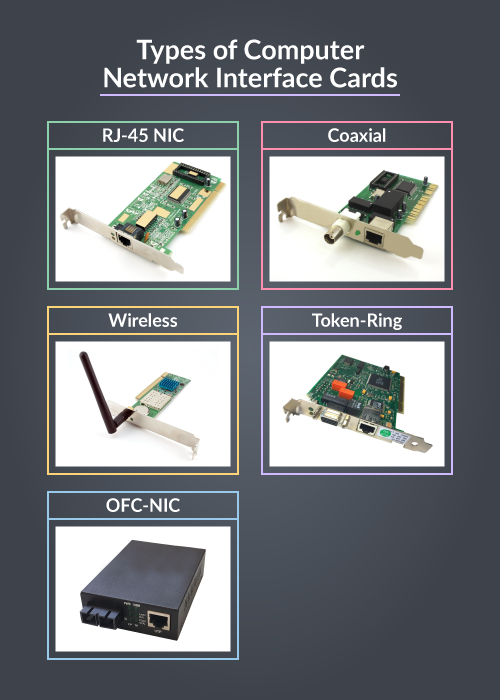 Types of Computer
Network Interface Cards
RJ-45 NIC
Coaxial
Wireless
Token-Ring
OFC-NIC